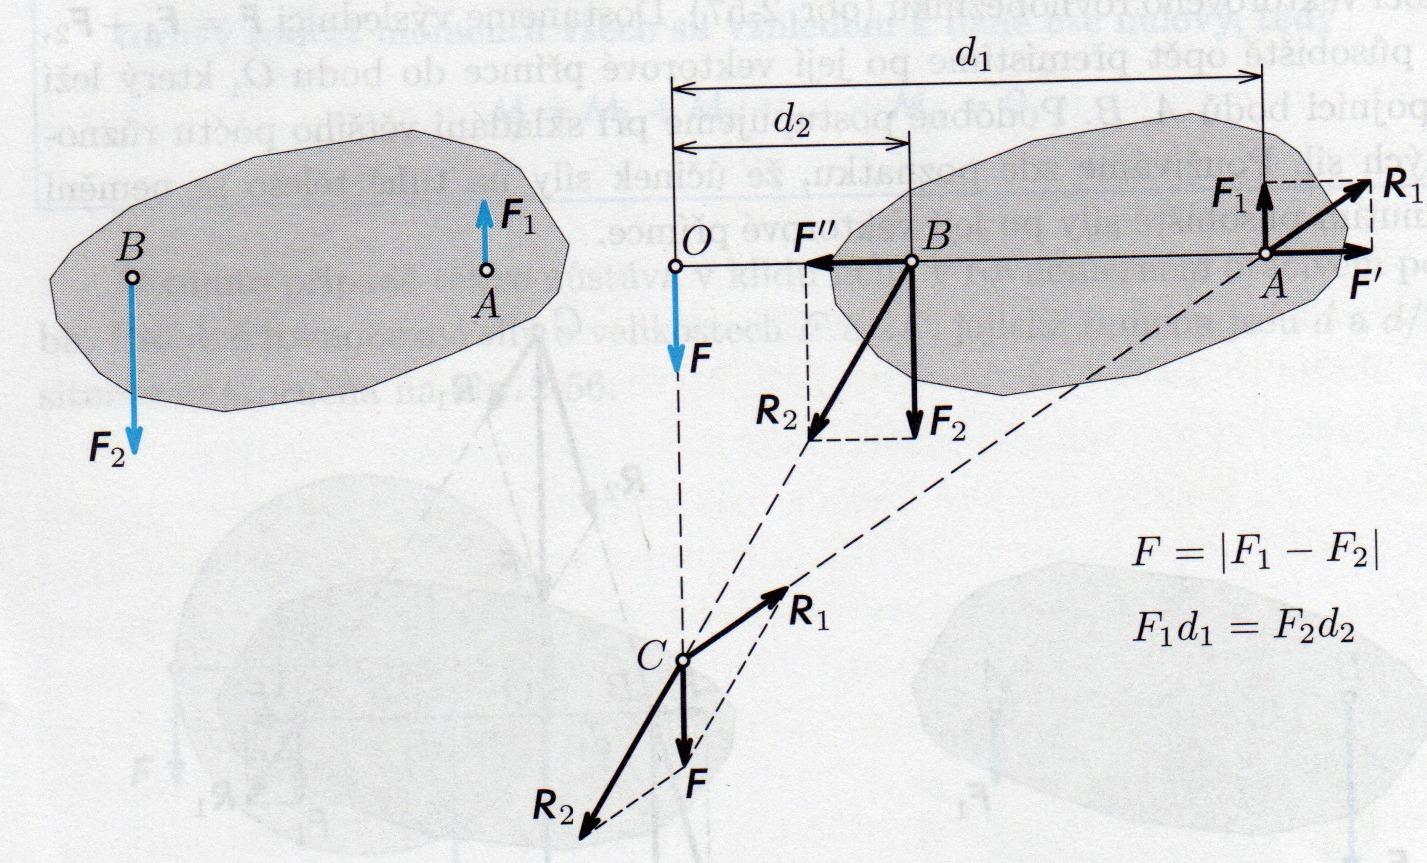 d₁
d₂
B
F₁
A
F₂
O
F″
B
F₁
R₁
A
F′
F
R₂
F₂
F = |F₁ − F₂|
F₁d₁ = F₂d₂
C
R₁
F
R₂